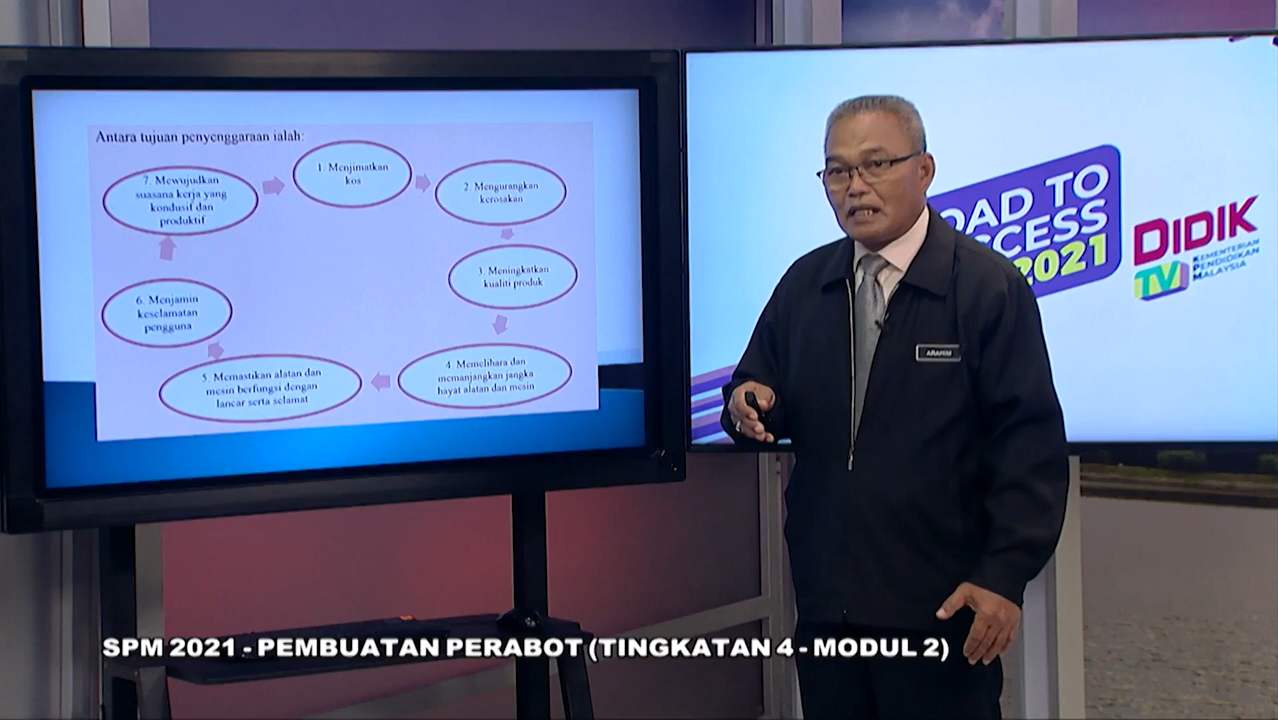 Antara tujuan penyenggaraan ialah:
1. Menjimatkan
kos
2. Mengurangkan
kerosakan
3. Meningkatkan
kualiti produk
4. Memelihara dan
memanjangkan jangka
hayat alatan dan mesin
5. Memastikan alatan dan
mesin berfungsi dengan
lancar serta selamat
6. Menjamin
keselamatan
pengguna
7. Mewujudkan
suasana kerja yang
kondusif dan
produktif
OAD TO
CCESS
2021
DIDIK
TV
KEMENTERIAN
PENDIDIKAN
MALAYSIA
SPM 2021 - PEMBUATAN PERABOT (TINGKATAN 4 - MODUL 2)